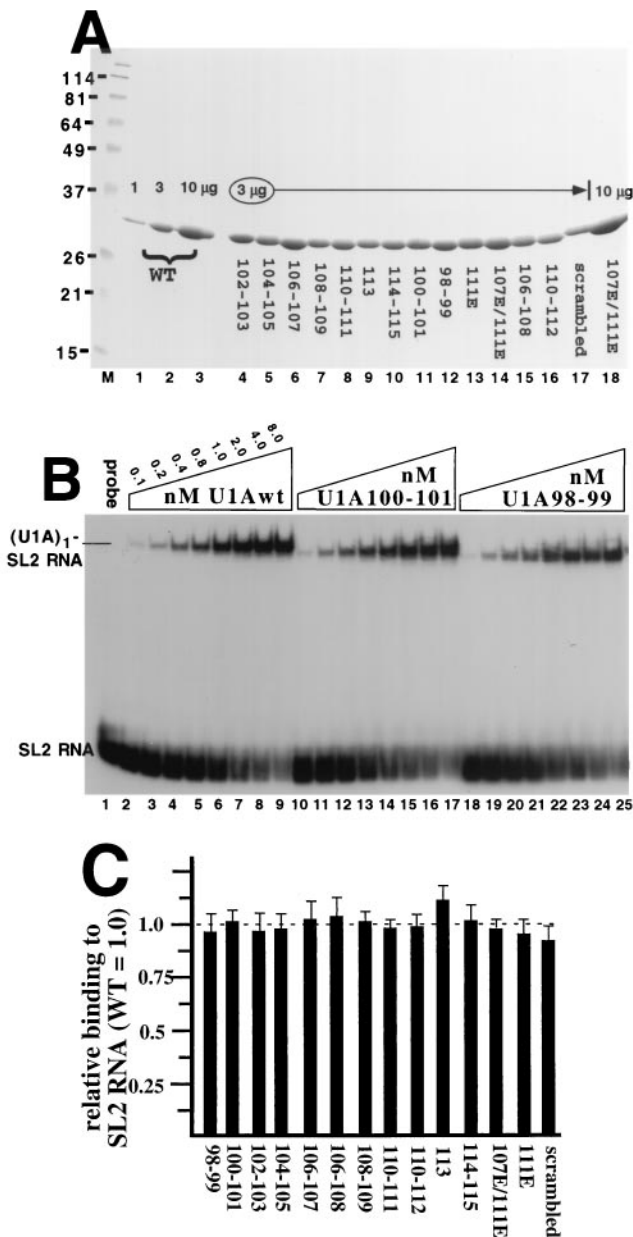 A
114
81
64
49
37
26
21
15
1 3 10 µg
3 µg
10 µg
WT
102-103
104-105
106-107
108-109
110-111
113
114-115
100-101
98-99
111E
107E/111E
106-108
110-112
scrambled
107E/111E
M 1 2 3 4 5 6 7 8 9 10 11 12 13 14 15 16 17 18
B
probe
0.1 0.2 0.4 0.8 1.0 2.0 4.0 8.0
nM U1Awt
nM
U1A100-101
nM
U1A98-99
(U1A)1-
SL2 RNA
SL2 RNA
1 2 3 4 5 6 7 8 9 10 11 12 13 14 15 16 17 18 19 20 21 22 23 24 25
C
relative binding to
SL2 RNA (WT = 1.0)
1.0
0.75
0.5
0.25
98-99
100-101
102-103
104-105
106-107
106-108
108-109
110-111
110-112
113
114-115
107E/111E
111E
scrambled